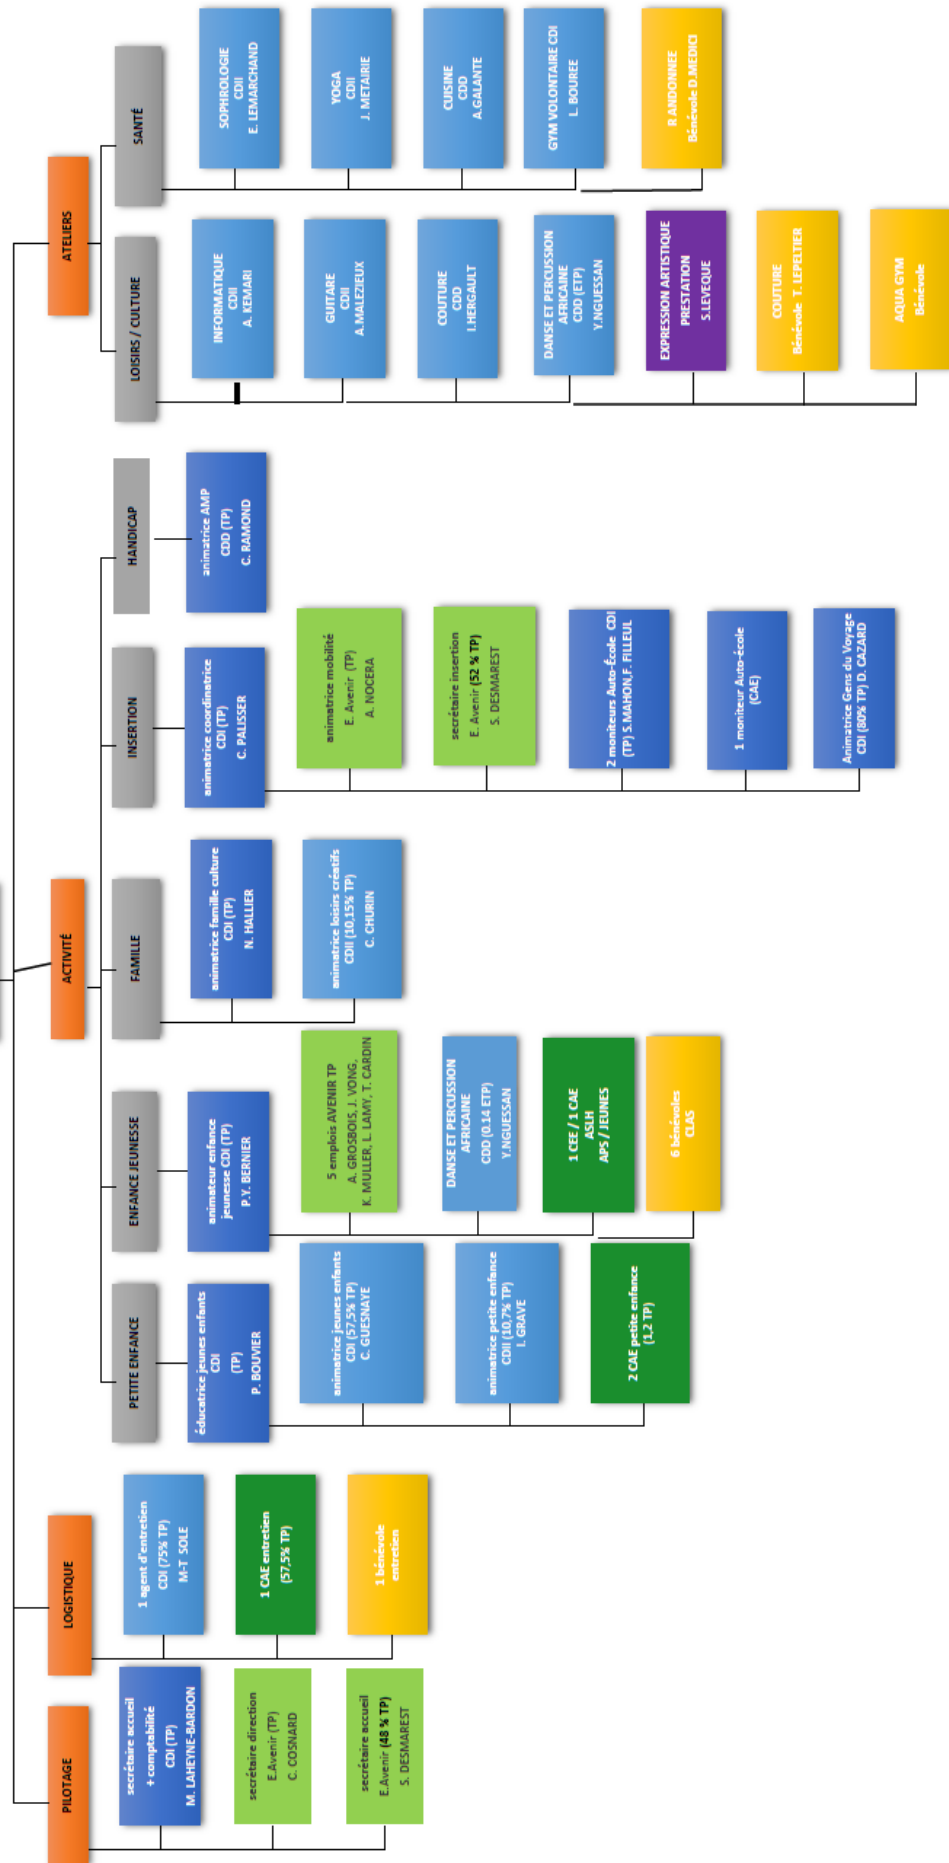 PILOTAGE
secrétaire accueil
+ comptabilité
CDI (TP)
M. LAHEYNE-BARDON
secrétaire direction
E.Avenir (TP)
C. COSNARD
secrétaire accueil
E.Avenir (48 % TP)
S. DESMAREST
LOGISTIQUE
1 agent d'entretien
CDI (75% TP)
M-T SOLE
1 CAE entretien
(57,5% TP)
1 bénévole
entretien
ACTIVITÉ
PETITE ENFANCE
éducatrice jeunes enfants
CDI
(TP)
P. BOUVIER
animatrice jeunes enfants
CDI (57,5% TP)
C. GUESNAYE
animatrice petite enfance
CDII (10,7% TP)
I. GRAVE
2 CAE petite enfance
(1,2 TP)
ENFANCE JEUNESSE
animateur enfance
jeunesse CDI (TP)
P.Y. BERNIER
5 emplois AVENIR TP
A. GROSBOIS, J. VONG,
K. MULLER, L. LAMY, T. CARDIN
DANSE ET PERCUSSION
AFRICAINE
CDD (0.14 ETP)
Y.NGUESSAN
1 CEE / 1 CAE
ASLH
APS / JEUNES
6 bénévoles
CLAS
FAMILLE
animatrice famille culture
CDI (TP)
N. HALLIER
animatrice loisirs créatifs
CDII (10,15% TP)
C. CHURIN
INSERTION
animatrice coordinatrice
CDI (TP)
C. PALISSER
animatrice mobilité
E. Avenir (TP)
A. NOCERA
secrétaire insertion
E. Avenir (52 % TP)
S. DESMAREST
2 moniteurs Auto-École CDI
(TP) S.MAHON,F. FILLEUL
1 moniteur Auto-école
(CAE)
Animatrice Gens du Voyage
CDI (80% TP) D. CAZARD
HANDICAP
animatrice AMP
CDD (TP)
C. RAMOND
ATELIERS
LOISIRS / CULTURE
INFORMATIQUE
CDII
A. KEMARI
GUITARE
CDII
A.MALEZIEUX
COUTURE
CDD
I.HERGAULT
DANSE ET PERCUSSION
AFRICAINE
CDD (ETP)
Y.NGUESSAN
EXPRESSION ARTISTIQUE
PRESTATION
S.LEVEQUE
COUTURE
Bénévole T. LEPELTIER
AQUA GYM
Bénévole
SANTÉ
SOPHROLOGIE
CDII
E. LEMARCHAND
YOGA
CDII
J. METAIRIE
CUISINE
CDD
A.GALANTE
GYM VOLONTAIRE CDI
L. BOUREE
R ANDONNEE
Bénévole D.MEDICI